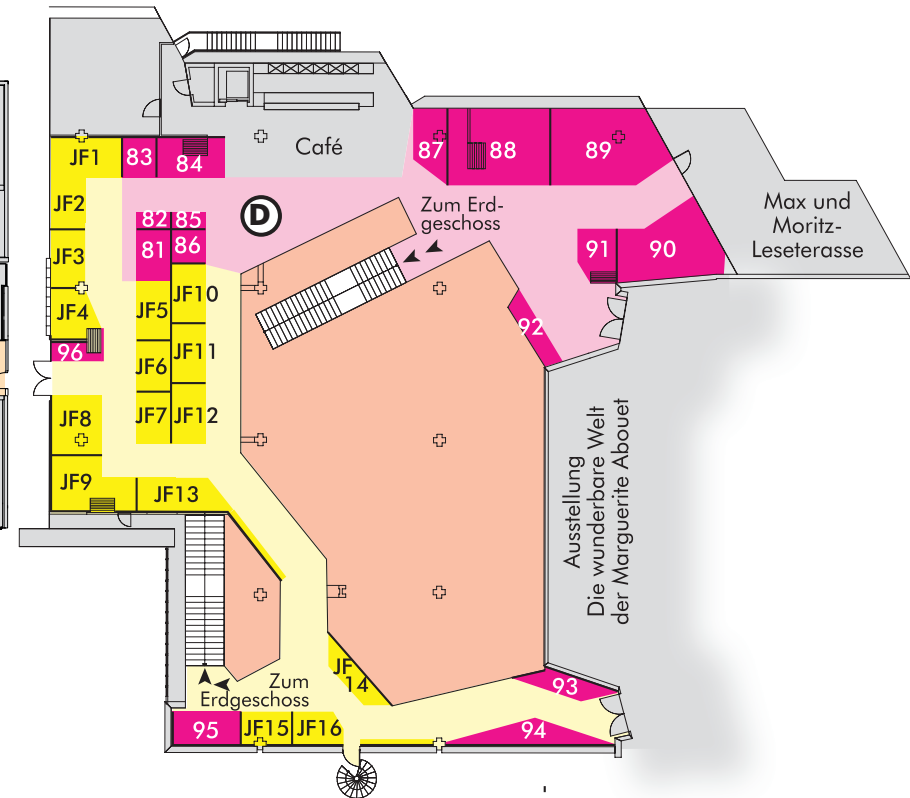 Café
JF1
83
84
87
88
89
JF2
82
85
D
Zum Erd-
geschoss
Max und
Moritz-
Leseterasse
JF3
81
86
91
90
JF4
JF5
JF10
92
96
JF6
JF11
JF7
JF12
JF8
JF9
JF13
Ausstellung
Die wunderbare Welt
der Marguerite Abouet
JF
14
Zum
Erdgeschoss
93
95
JF15
JF16
94